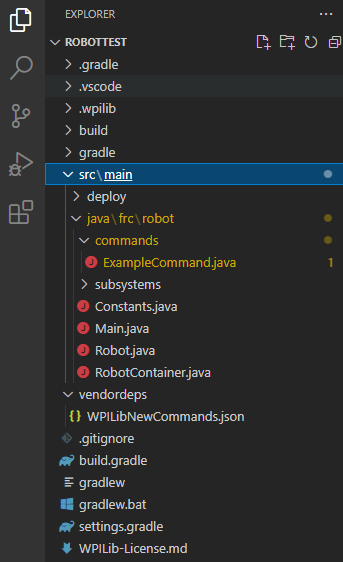 EXPLORER
ROBOTTEST
.gradle
.vscode
.wpilib
build
gradle
src\main
deploy
java\frc\robot
commands
ExampleCommand.java 1
subsystems
Constants.java
Main.java
Robot.java
RobotContainer.java
vendordeps
WPILibNewCommands.json
.gitignore
build.gradle
gradlew
gradlew.bat
settings.gradle
WPILib-License.md